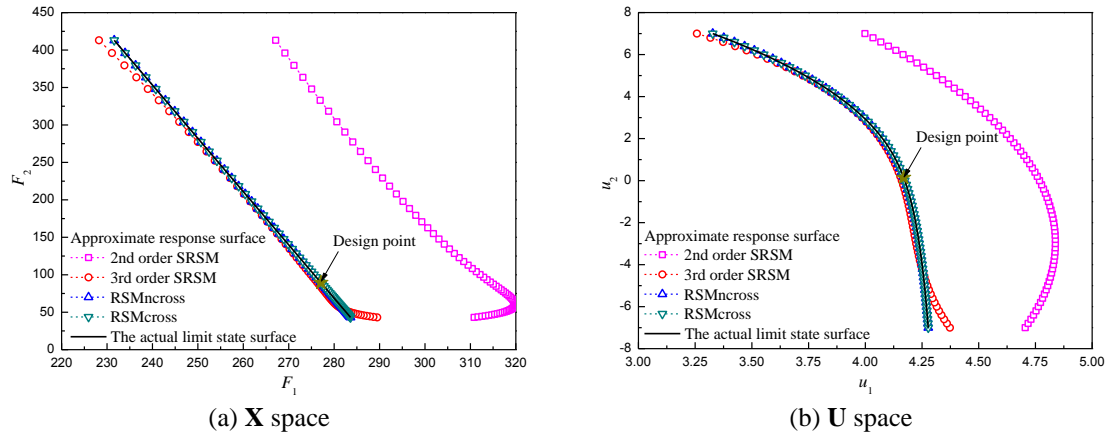 450
400
350
300
250
200
150
100
50
0
F2
Design point
Approximate response surface
2nd order SRSM
3rd order SRSM
RSMncross
RSMcross
The actual limit state surface
220 230 240 250 260 270 280 290 300 310 320
F1
(a) X space
8
6
4
2
0
-2
-4
-6
-8
u2
Design point
Approximate response surface
2nd order SRSM
3rd order SRSM
RSMncross
RSMcross
The actual limit state surface
3.00 3.25 3.50 3.75 4.00 4.25 4.50 4.75 5.00
u1
(b) U space